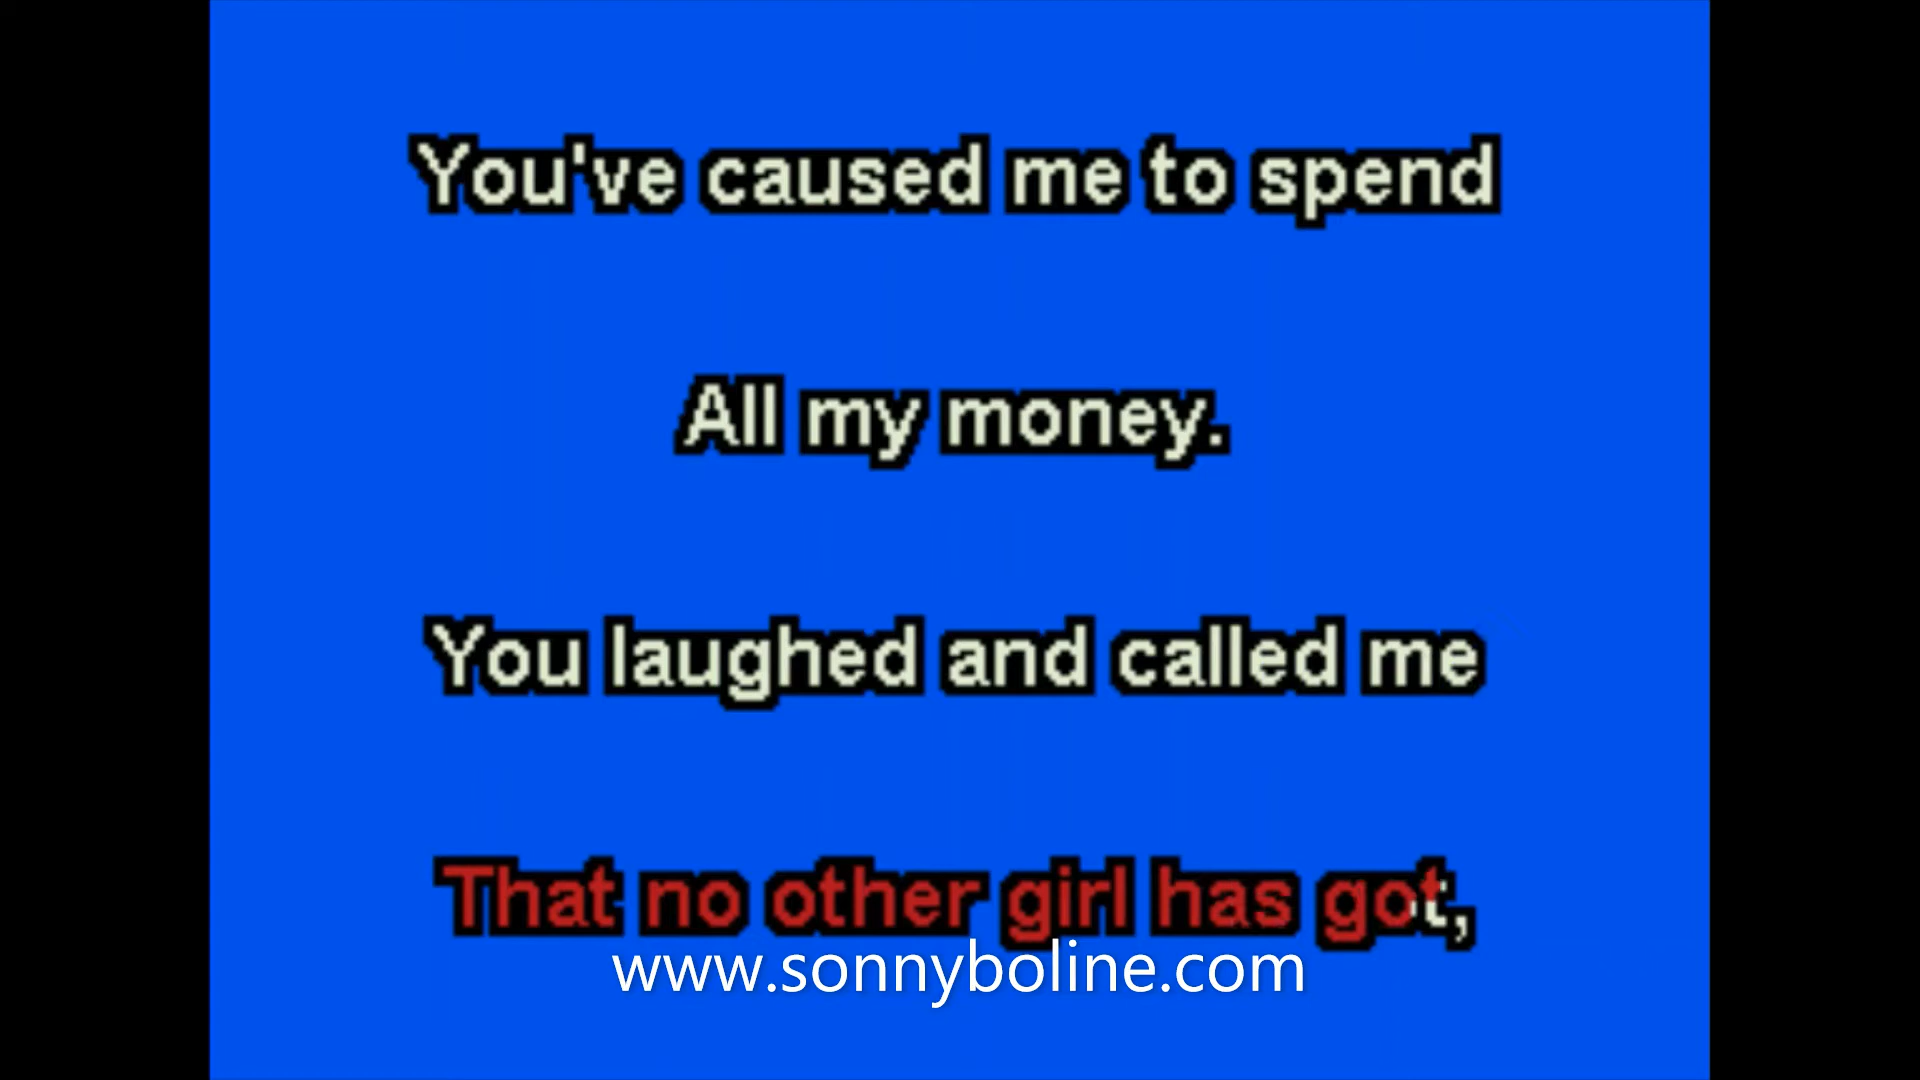 You've caused me to spend
All my money.
You laughed and called me
That no other girl has got,
www.sonnyboline.com